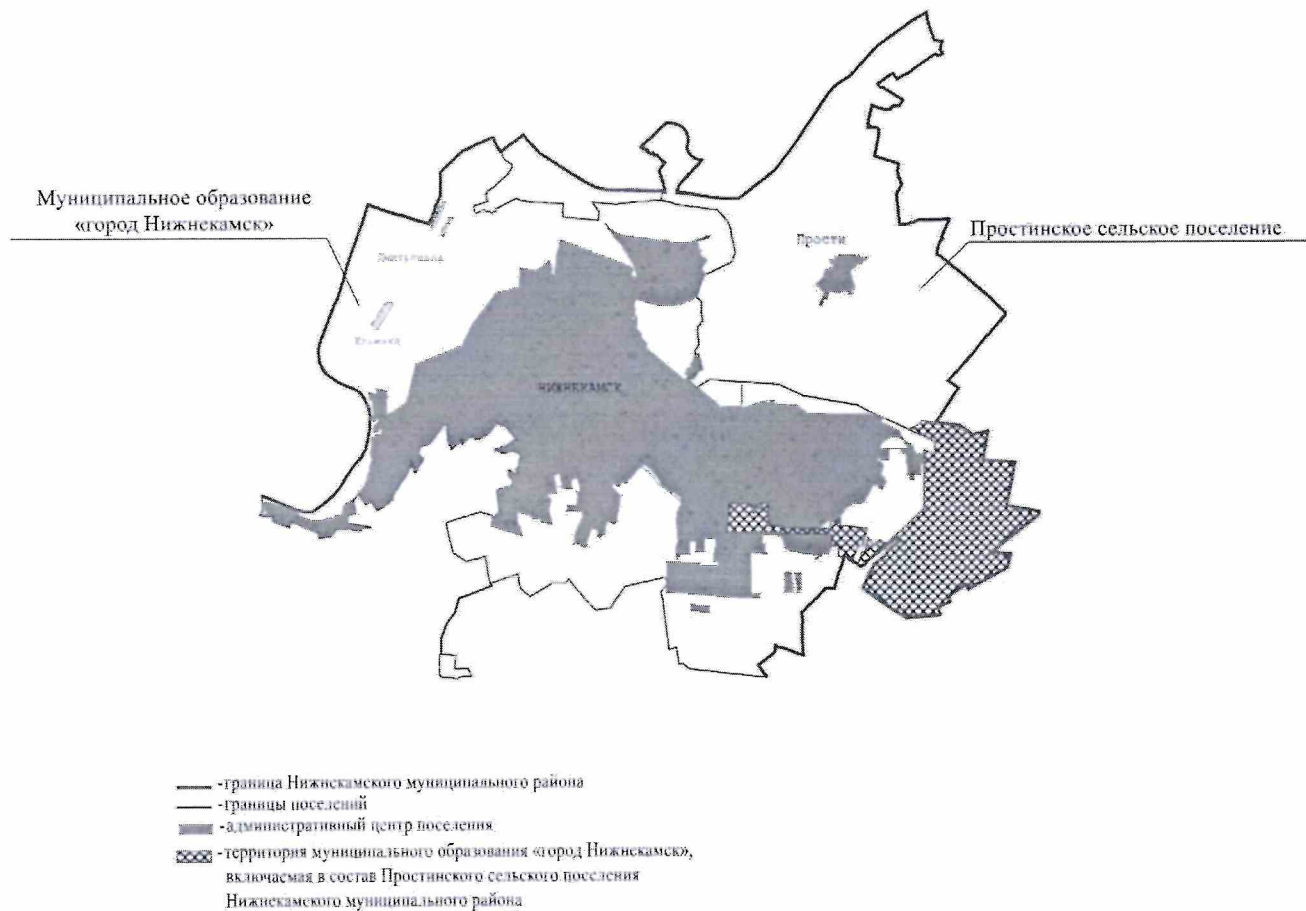 Муниципальное образование
«город Нижнекамск»
Простинское сельское поселение
Прости
НИЖНЕКАМСК
-граница Нижнекамского муниципального района
-границы поселений
-административный центр поселения
-территория муниципального образования «город Нижнекамск»,
включаемая в состав Простинского сельского поселения
Нижнекамского муниципального района